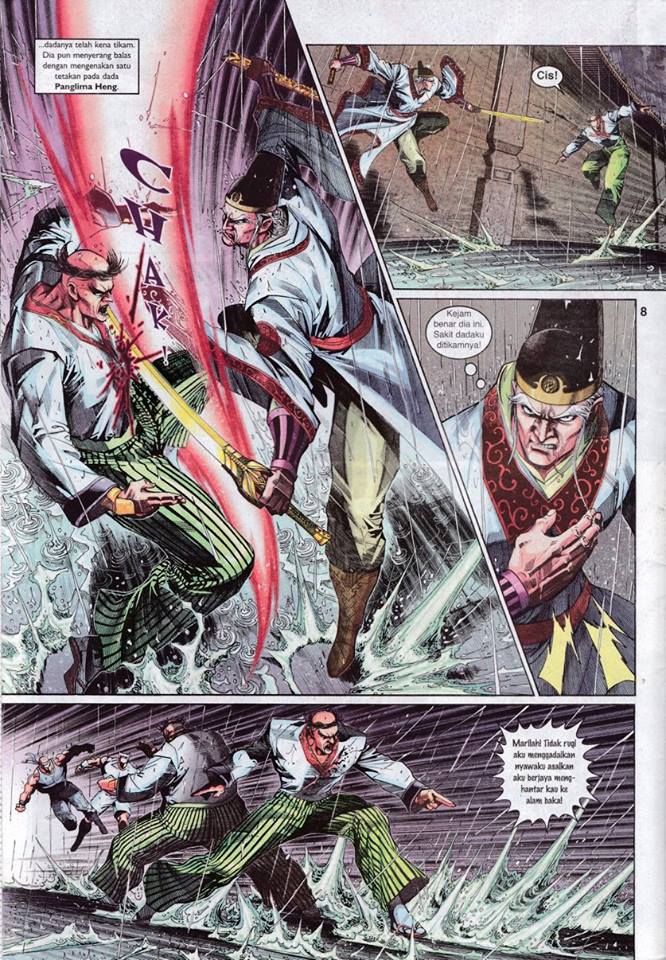 ...dadanya telah kena tikam.
Dia pun menyerang balas
dengan mengenakan satu
tetakan pada dada
Panglima Heng.
CHAK!
Cis!
8
Kejam
benar dia ini.
Sakit dadaku
ditikamnya!
Marilah! Tidak rugi
aku menggadaikan
nyawaku asalkan
aku berjaya meng-
hantar kau ke
alam baka!